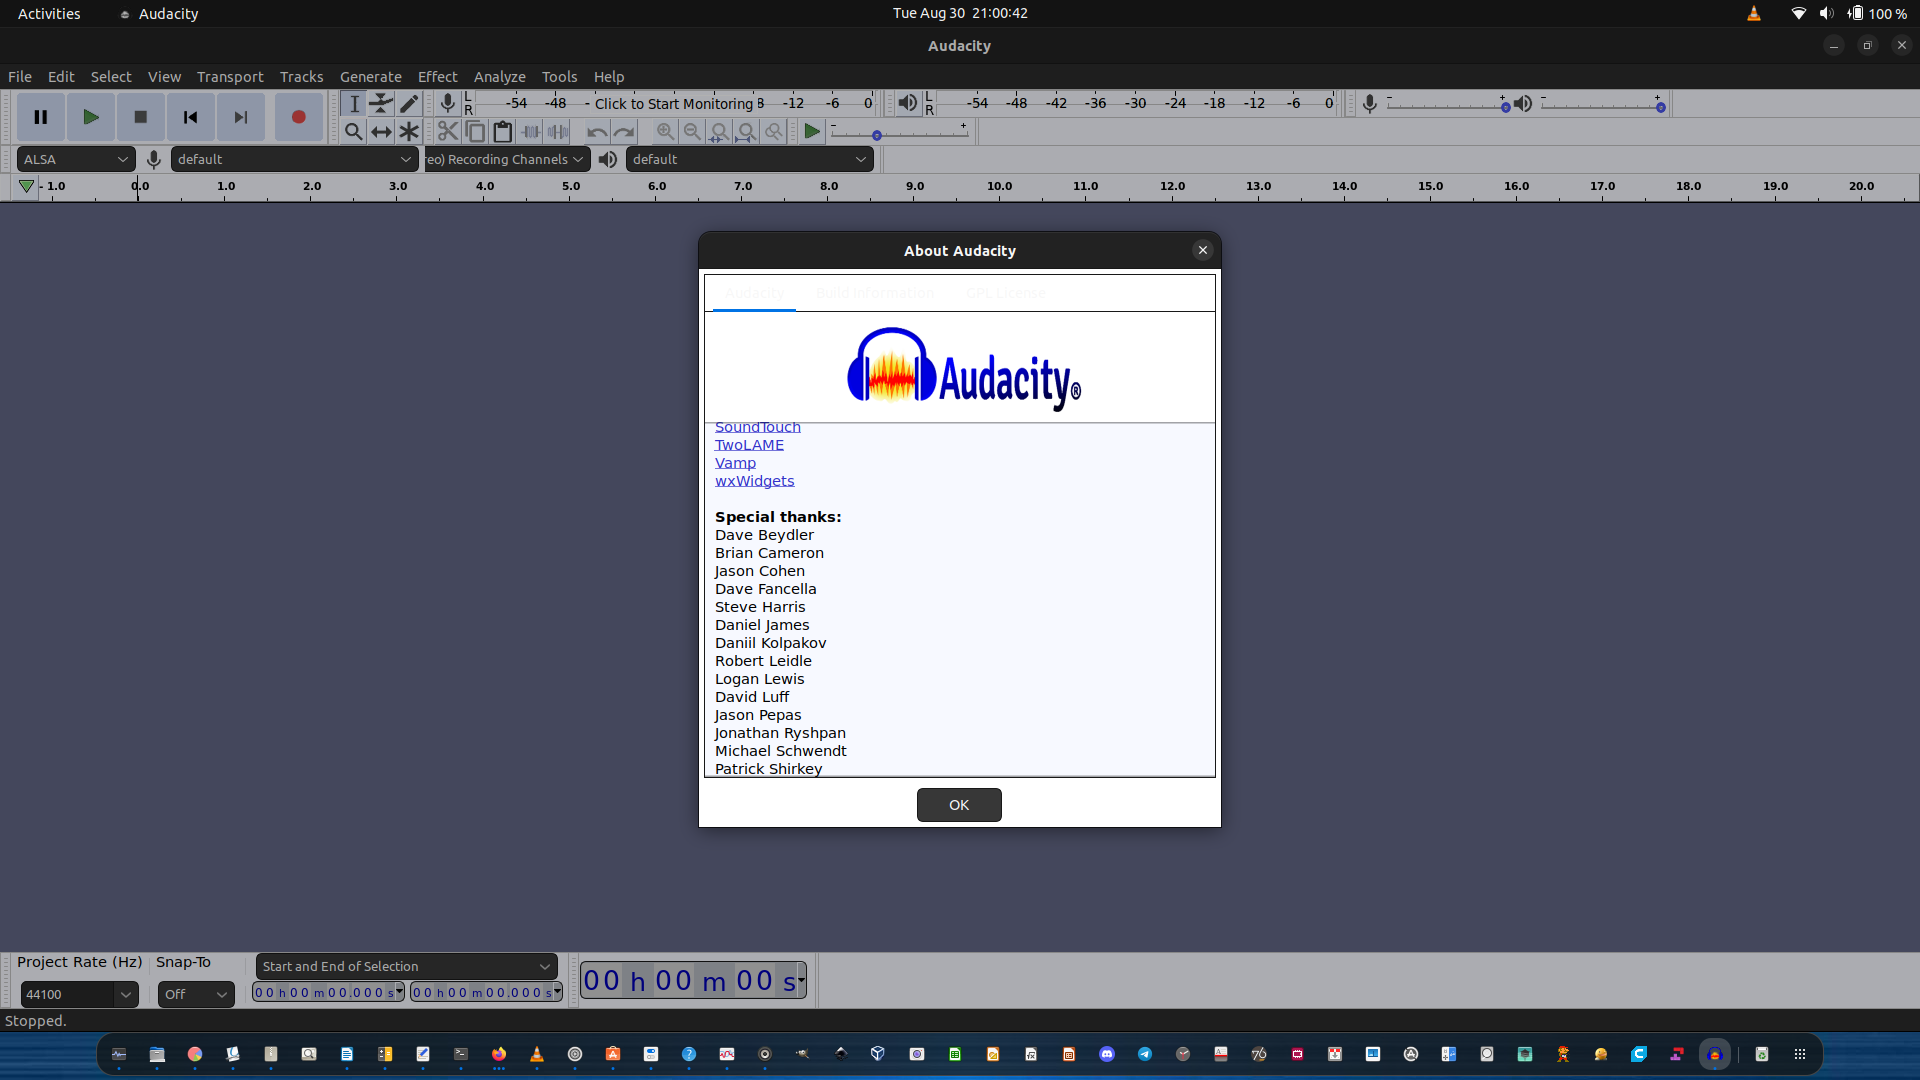 Activities Audacity Tue Aug 30 21:00:42 100 %
Audacity
File Edit Select View Transport Tracks Generate Effect Analyze Tools Help
L R -54 -48 - Click to Start Monitoring 8 -12 -6 0 L R -54 -48 -42 -36 -30 -24 -18 -12 -6 0 - + - +
- +
ALSA default reo) Recording Channels default
- 1.0 0.0 1.0 2.0 3.0 4.0 5.0 6.0 7.0 8.0 9.0 10.0 11.0 12.0 13.0 14.0 15.0 16.0 17.0 18.0 19.0 20.0
About Audacity
Audacity Build Information GPL License
Audacity®
SoundTouch
TwoLAME
Vamp
wxWidgets
Special thanks:
Dave Beydler
Brian Cameron
Jason Cohen
Dave Fancella
Steve Harris
Daniel James
Daniil Kolpakov
Robert Leidle
Logan Lewis
David Luff
Jason Pepas
Jonathan Ryshpan
Michael Schwendt
Patrick Shirkey
OK
Project Rate (Hz) Snap-To Start and End of Selection
44100 Off 00 h 00 m 00.000 s 00 h 00 m 00.000 s 00 h 00 m 00 s
Stopped.